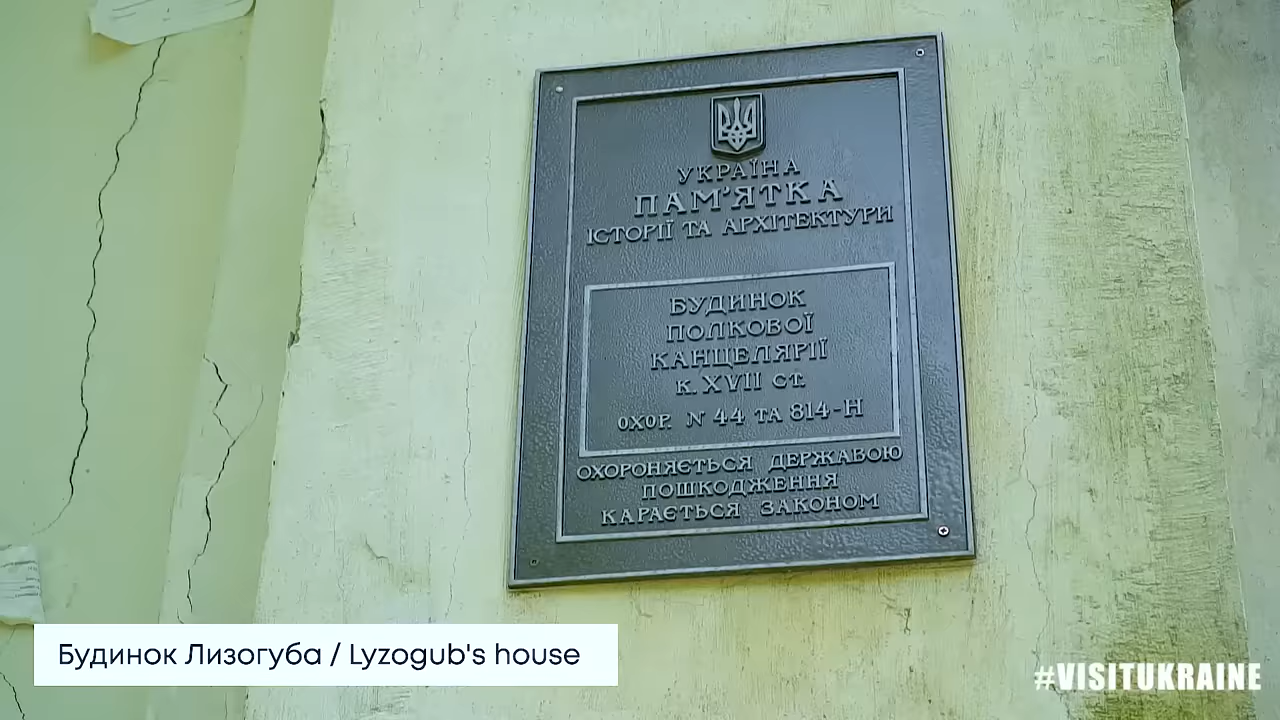 УКРАЇНА
ПАМ'ЯТКА
ІСТОРІЇ ТА АРХІТЕКТУРИ
БУДИНОК
ПОЛКОВОЇ
КАНЦЕЛЯРІЇ
К. XVII СТ.
ОХОР. N 44 ТА 814-Н
ОХОРОНЯЄТЬСЯ ДЕРЖАВОЮ
ПОШКОДЖЕННЯ
КАРАЄТЬСЯ ЗАКОНОМ
Будинок Лизогуба / Lyzogub's house
#VISITUKRAINE